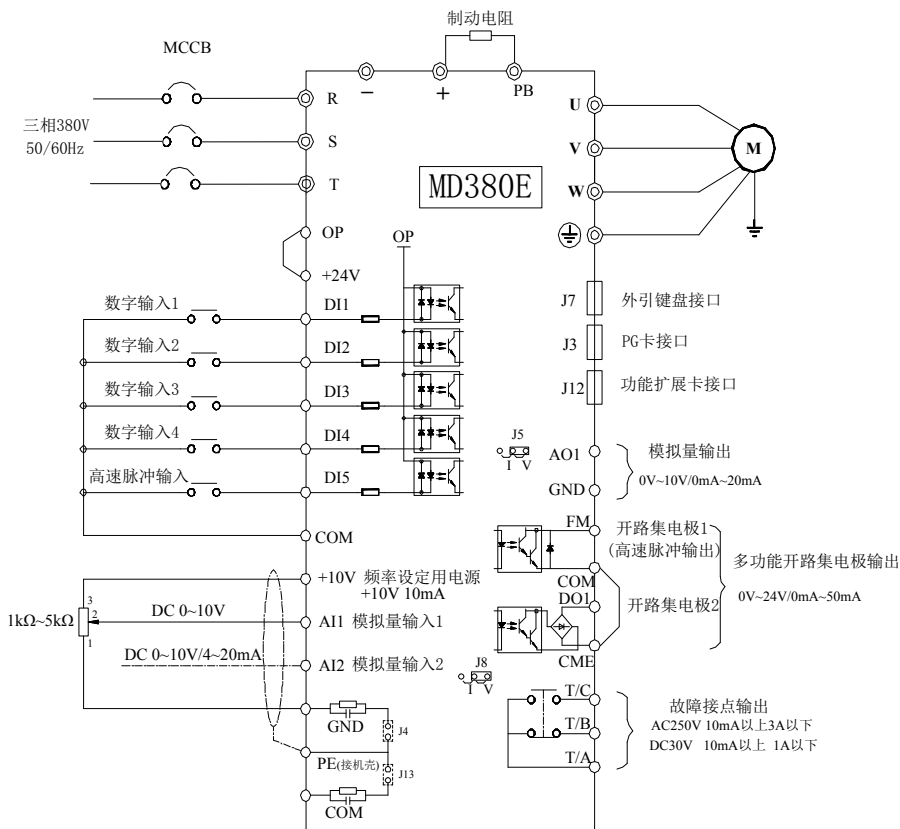 制动电阻
MCCB
－
+
PB
R
S
T
三相380V
50/60Hz
U
V
W
M
MD380E
OP
+24V
OP
数字输入1
DI1
数字输入2
DI2
数字输入3
DI3
数字输入4
DI4
高速脉冲输入
DI5
COM
J7
外引键盘接口
J3
PG卡接口
J12
功能扩展卡接口
J5
I V
AO1
模拟量输出
0V~10V/0mA~20mA
GND
FM
开路集电极1
(高速脉冲输出)
COM
多功能开路集电极输出
0V~24V/0mA~50mA
DO1
开路集电极2
CME
+10V 频率设定用电源
+10V 10mA
3
2
1
1kΩ~5kΩ
DC 0~10V
AI1 模拟量输入1
DC 0~10V/4~20mA
AI2 模拟量输入2
J8
I V
GND
J4
PE(接机壳)
J13
COM
T/C
T/B
T/A
故障接点输出
AC250V 10mA以上3A以下
DC30V 10mA以上 1A以下